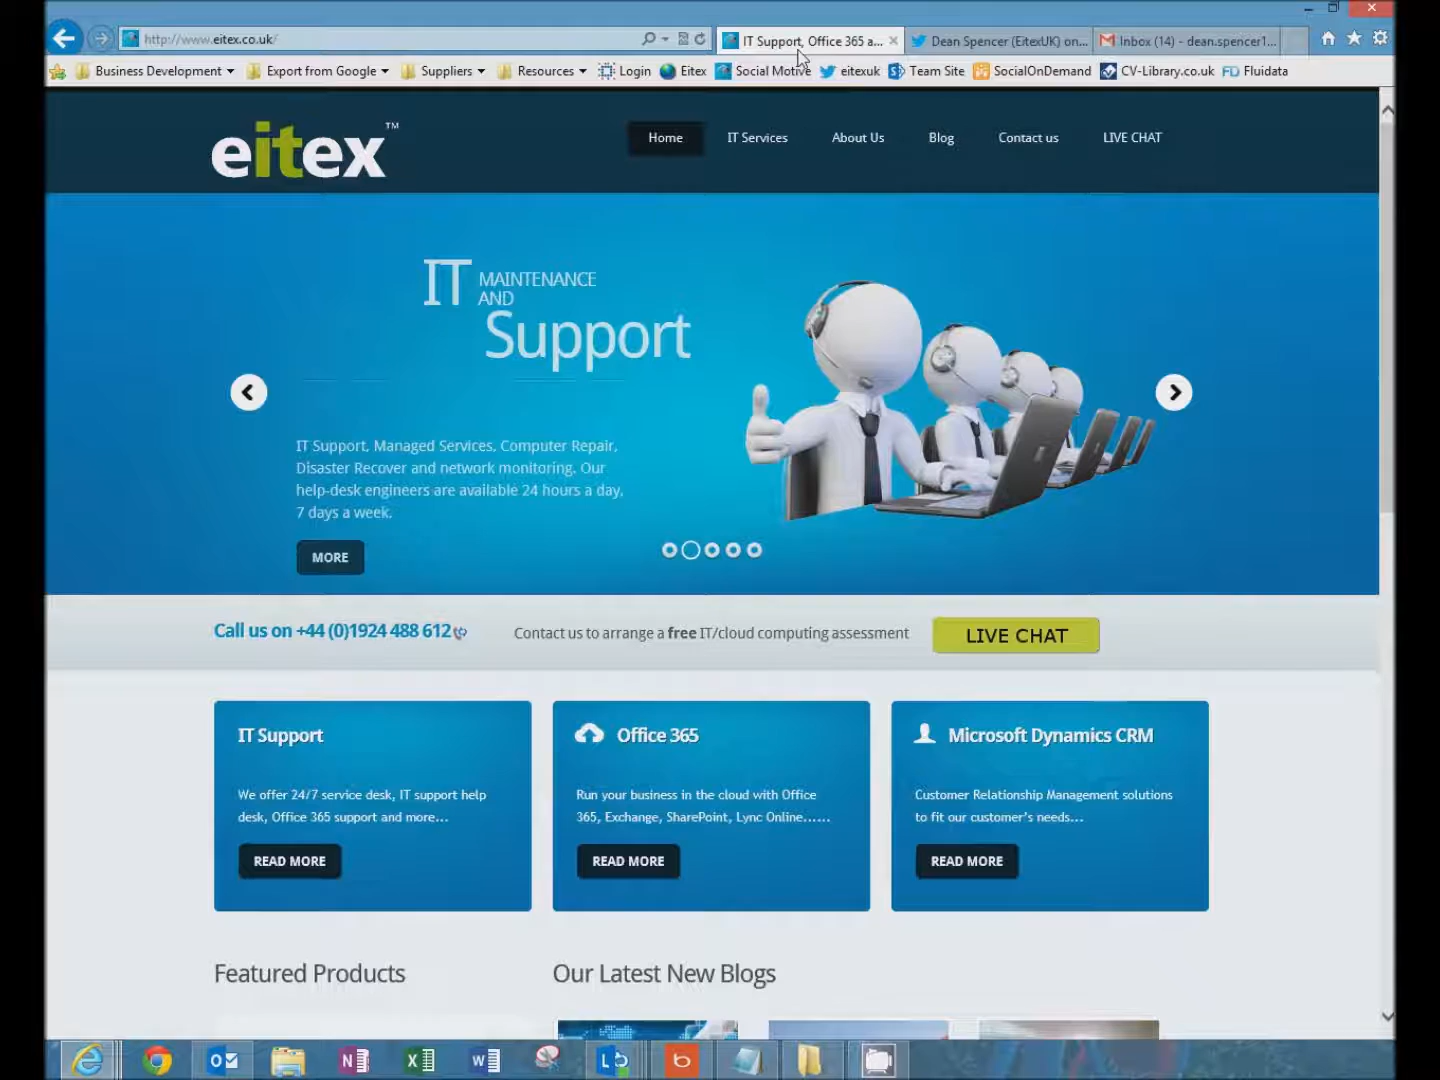 http://www.eitex.co.uk/
IT Support, Office 365 a...
Dean Spencer (EitexUK) on...
Inbox (14) - dean.spencer1...
Business Development
Export from Google
Suppliers
Resources
Login
Eitex
Social Motive
eitexuk
Team Site
SocialOnDemand
CV-Library.co.uk
FD Fluidata
eitex™
Home
IT Services
About Us
Blog
Contact us
LIVE CHAT
IT MAINTENANCE
AND
Support
IT Support, Managed Services, Computer Repair,
Disaster Recover and network monitoring. Our
help-desk engineers are available 24 hours a day,
7 days a week.
MORE
Call us on +44 (0)1924 488 612
Contact us to arrange a free IT/cloud computing assessment
LIVE CHAT
IT Support
We offer 24/7 service desk, IT support help
desk, Office 365 support and more...
READ MORE
Office 365
Run your business in the cloud with Office
365, Exchange, SharePoint, Lync Online......
READ MORE
Microsoft Dynamics CRM
Customer Relationship Management solutions
to fit our customer's needs...
READ MORE
Featured Products
Our Latest New Blogs